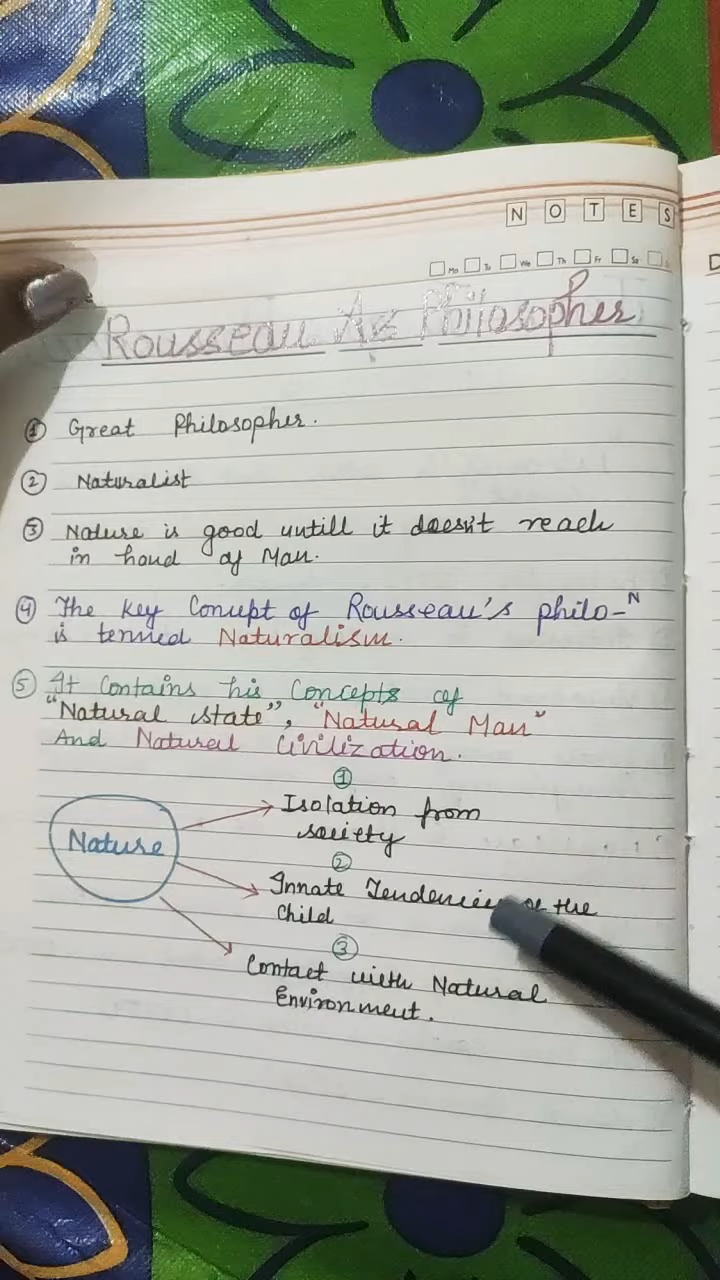 NOTES
Mo Tu We Th Fr Sa
D
Rousseau As Philosopher
① Great Philosopher.
② Naturalist
③ Nature is good untill it doesn't reach
in hand of Man.
④ The key Concept of Rousseau's philo-N
is termed Naturalism.
⑤ It Contains his Concepts of
"Natural state", "Natural Man"
And Natural Civilization.
①
Isolation from
society
Nature
②
Innate Tendencies of the
Child
③
Contact with Natural
Environment.